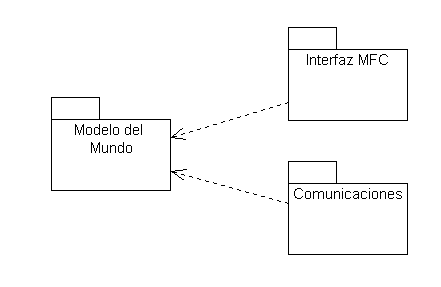 Interfaz MFC
Modelo del
Mundo
Comunicaciones